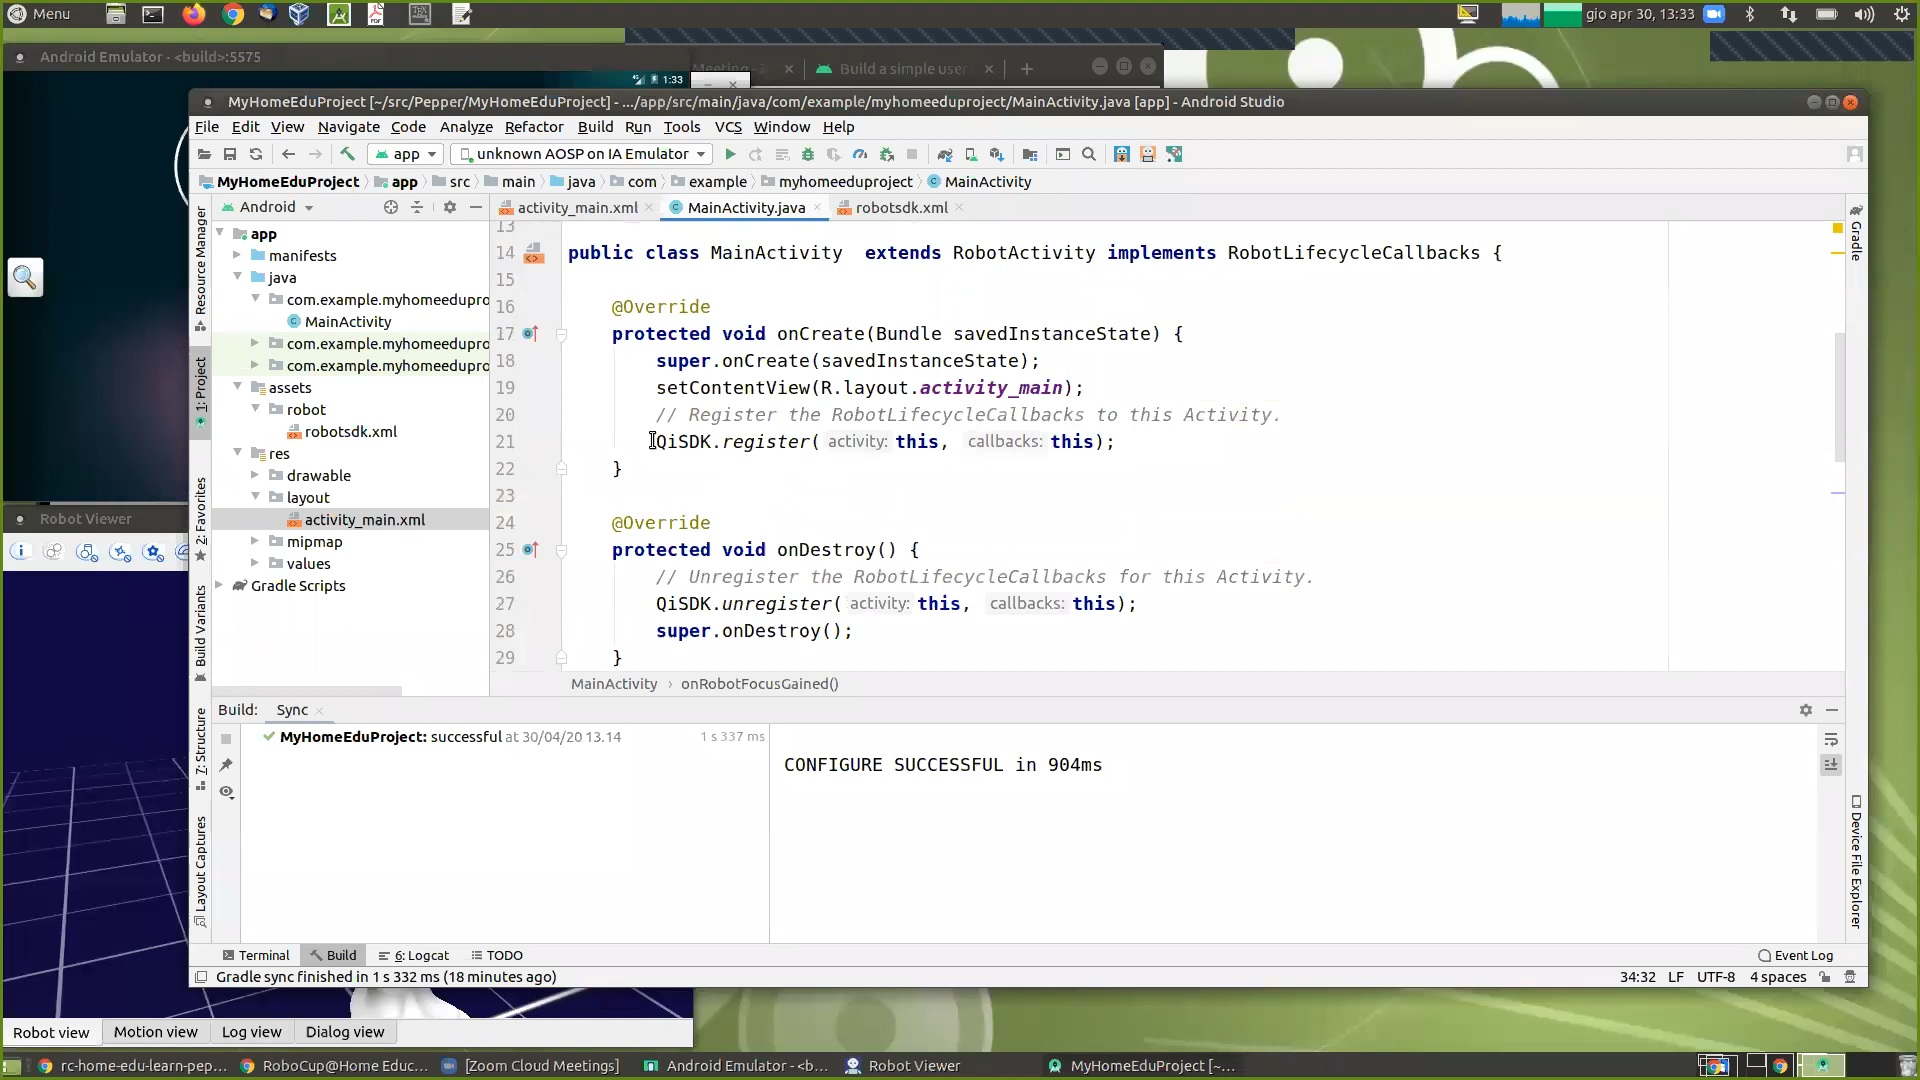 Menu
gio apr 30, 13:33
Android Emulator - <build>:5575
Meeting - Z
Build a simple user
1:33
MyHomeEduProject [~/src/Pepper/MyHomeEduProject] - .../app/src/main/java/com/example/myhomeeduproject/MainActivity.java [app] - Android Studio
File Edit View Navigate Code Analyze Refactor Build Run Tools VCS Window Help
app unknown AOSP on IA Emulator
MyHomeEduProject app src main java com example myhomeeduproject MainActivity
Android
activity_main.xml MainActivity.java robotsdk.xml
Resource Manager
1: Project
2: Favorites
Build Variants
7: Structure
Layout Captures
Gradle
Device File Explorer
app
manifests
java
com.example.myhomeedupro
MainActivity
com.example.myhomeedupro
com.example.myhomeedupro
assets
robot
robotsdk.xml
res
drawable
layout
activity_main.xml
mipmap
values
Gradle Scripts
13
14 public class MainActivity  extends RobotActivity implements RobotLifecycleCallbacks {
15
16 @Override
17 protected void onCreate(Bundle savedInstanceState) {
18 super.onCreate(savedInstanceState);
19 setContentView(R.layout.activity_main);
20 // Register the RobotLifecycleCallbacks to this Activity.
21 QiSDK.register( activity: this, callbacks: this);
22 }
23
24 @Override
25 protected void onDestroy() {
26 // Unregister the RobotLifecycleCallbacks for this Activity.
27 QiSDK.unregister( activity: this, callbacks: this);
28 super.onDestroy();
29 }
MainActivity › onRobotFocusGained()
Build: Sync
MyHomeEduProject: successful at 30/04/20 13.14 1 s 337 ms
CONFIGURE SUCCESSFUL in 904ms
Terminal Build 6: Logcat TODO Event Log
Gradle sync finished in 1 s 332 ms (18 minutes ago) 34:32 LF UTF-8 4 spaces
Robot Viewer
Robot view Motion view Log view Dialog view
rc-home-edu-learn-pep... RoboCup@Home Educ... [Zoom Cloud Meetings] Android Emulator - <b... Robot Viewer MyHomeEduProject [~...